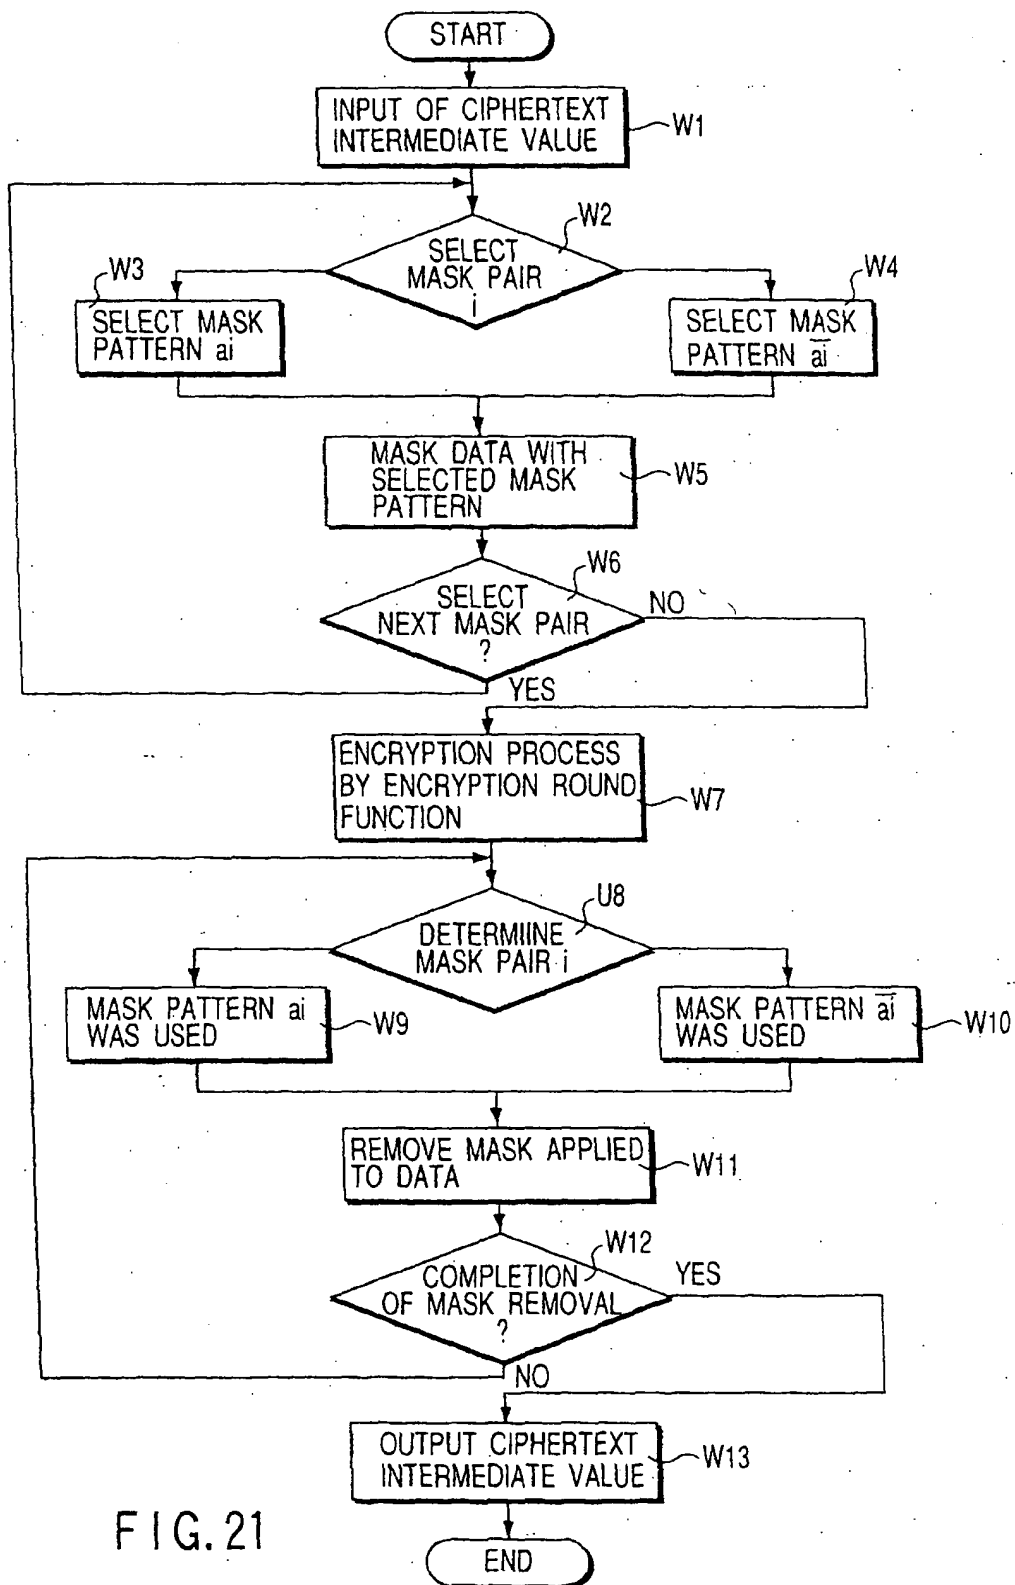 START
INPUT OF CIPHERTEXT
INTERMEDIATE VALUE
W1
W2
SELECT
MASK PAIR
i
W3
SELECT MASK
PATTERN ai
W4
SELECT MASK
PATTERN a̅i̅
MASK DATA WITH
SELECTED MASK
PATTERN
W5
W6
SELECT
NEXT MASK PAIR
?
NO
YES
ENCRYPTION PROCESS
BY ENCRYPTION ROUND
FUNCTION
W7
U8
DETERMIINE
MASK PAIR i
MASK PATTERN ai
WAS USED
W9
MASK PATTERN a̅i̅
WAS USED
W10
REMOVE MASK APPLIED
TO DATA
W11
W12
COMPLETION
OF MASK REMOVAL
?
YES
NO
OUTPUT CIPHERTEXT
INTERMEDIATE VALUE
W13
END
FIG. 21